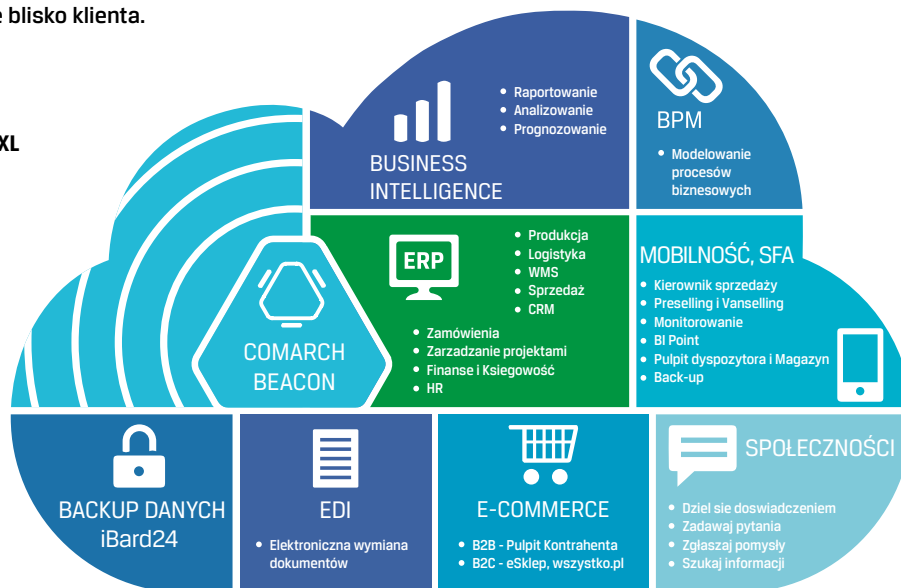 e blisko klienta.
XL
BUSINESS
INTELLIGENCE
• Raportowanie
• Analizowanie
• Prognozowanie
BPM
• Modelowanie
procesów
biznesowych
COMARCH
BEACON
ERP
• Produkcja
• Logistyka
• WMS
• Sprzedaż
• CRM
• Zamówienia
• Zarzadzanie projektami
• Finanse i Ksiegowość
• HR
MOBILNOŚĆ, SFA
• Kierownik sprzedaży
• Preselling i Vanselling
• Monitorowanie
• BI Point
• Pulpit dyspozytora i Magazyn
• Back-up
BACKUP DANYCH
iBard24
EDI
• Elektroniczna wymiana
dokumentów
E-COMMERCE
• B2B - Pulpit Kontrahenta
• B2C - eSklep, wszystko.pl
SPOŁECZNOŚCI
• Dziel sie doswiadczeniem
• Zadawaj pytania
• Zgłaszaj pomysly
• Szukaj informacji